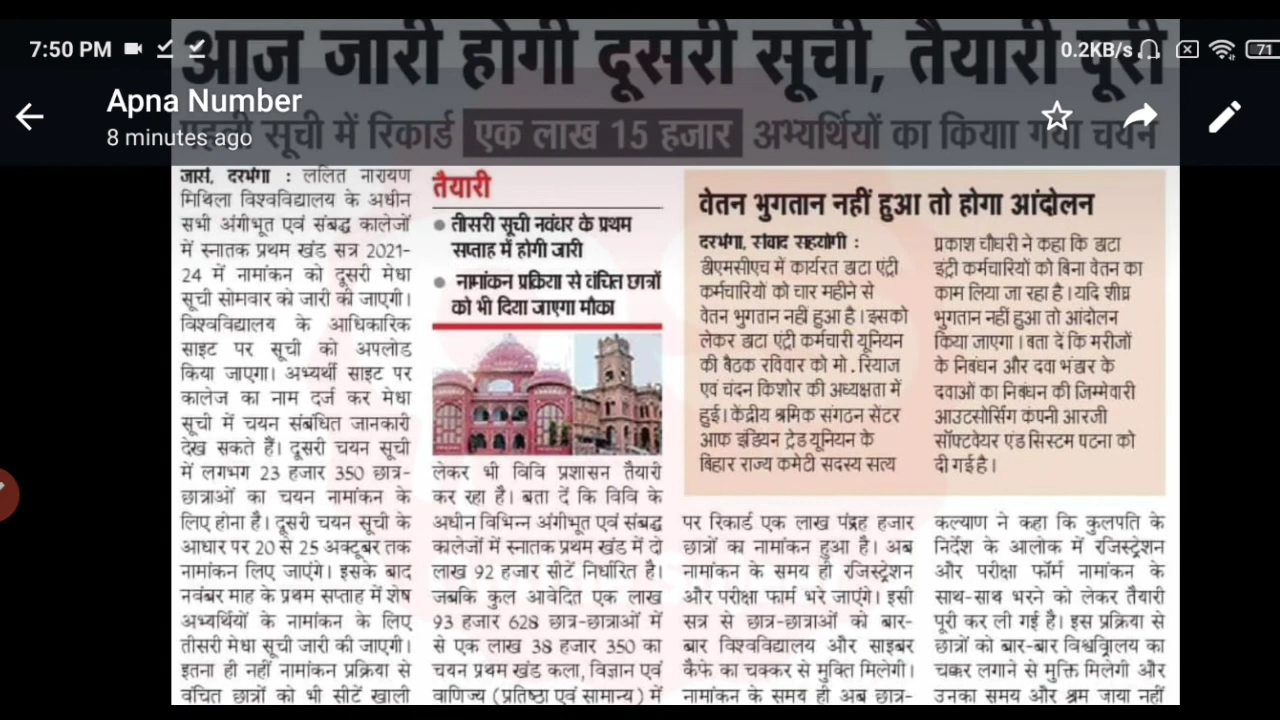 7:50 PM
0.2KB/s
71
Apna Number
8 minutes ago
आज जारी होगी दूसरी सूची, तैयारी पूरी
पहली सूची में रिकार्ड एक लाख 15 हजार अभ्यर्थियों का कियाा गया चयन
जासं, दरभंगा : ललित नारायण
मिथिला विश्वविद्यालय के अधीन
सभी अंगीभूत एवं संबद्ध कालेजों
में स्नातक प्रथम खंड सत्र 2021-
24 में नामांकन को दूसरी मेधा
सूची सोमवार को जारी की जाएगी।
विश्वविद्यालय के आधिकारिक
साइट पर सूची को अपलोड
किया जाएगा। अभ्यर्थी साइट पर
कालेज का नाम दर्ज कर मेधा
सूची में चयन संबंधित जानकारी
देख सकते हैं। दूसरी चयन सूची
में लगभग 23 हजार 350 छात्र-
छात्राओं का चयन नामांकन के
लिए होना है। दूसरी चयन सूची के
आधार पर 20 से 25 अक्टूबर तक
नामांकन लिए जाएंगे। इसके बाद
नवंबर माह के प्रथम सप्ताह में शेष
अभ्यर्थियों के नामांकन के लिए
तीसरी मेधा सूची जारी की जाएगी।
इतना ही नहीं नामांकन प्रक्रिया से
वंचित छात्रों को भी सीटें खाली
तैयारी
तीसरी सूची नवंबर के प्रथम
सप्ताह में होगी जारी
नामांकन प्रक्रिया से वंचित छात्रों
को भी दिया जाएगा मौका
लेकर भी विवि प्रशासन तैयारी
कर रहा है। बता दें कि विवि के
अधीन विभिन्न अंगीभूत एवं संबद्ध
कालेजों में स्नातक प्रथम खंड में दो
लाख 92 हजार सीटें निर्धारित है।
जबकि कुल आवेदित एक लाख
93 हजार 628 छात्र-छात्राओं में
से एक लाख 38 हजार 350 का
चयन प्रथम खंड कला, विज्ञान एवं
वाणिज्य (प्रतिष्ठा एवं सामान्य) में
वेतन भुगतान नहीं हुआ तो होगा आंदोलन
दरभंगा, संवाद सहयोगी :
डीएमसीएच में कार्यरत डाटा एंट्री
कर्मचारियों को चार महीने से
वेतन भुगतान नहीं हुआ है। इसको
लेकर डाटा एंट्री कर्मचारी यूनियन
की बैठक रविवार को मो. रियाज
एवं चंदन किशोर की अध्यक्षता में
हुई। केंद्रीय श्रमिक संगठन सेंटर
आफ इंडियन ट्रेड यूनियन के
बिहार राज्य कमेटी सदस्य सत्य
प्रकाश चौधरी ने कहा कि डाटा
इंट्री कर्मचारियों को बिना वेतन का
काम लिया जा रहा है। यदि शीघ्र
भुगतान नहीं हुआ तो आंदोलन
किया जाएगा। बता दें कि मरीजों
के निबंधन और दवा भंडार के
दवाओं का निबंधन की जिम्मेवारी
आउटसोर्सिंग कंपनी आरजी
सॉफ्टवेयर एंड सिस्टम पटना को
दी गई है।
पर रिकार्ड एक लाख पंद्रह हजार
छात्रों का नामांकन हुआ है। अब
नामांकन के समय ही रजिस्ट्रेशन
और परीक्षा फार्म भरे जाएंगे। इसी
सत्र से छात्र-छात्राओं को बार-
बार विश्वविद्यालय और साइबर
कैफे का चक्कर से मुक्ति मिलेगी।
नामांकन के समय ही अब छात्र-
कल्याण ने कहा कि कुलपति के
निर्देश के आलोक में रजिस्ट्रेशन
और परीक्षा फॉर्म नामांकन के
साथ-साथ भरने को लेकर तैयारी
पूरी कर ली गई है। इस प्रक्रिया से
छात्रों को बार-बार विश्वविद्यालय का
चक्कर लगाने से मुक्ति मिलेगी और
उनका समय और श्रम जाया नहीं